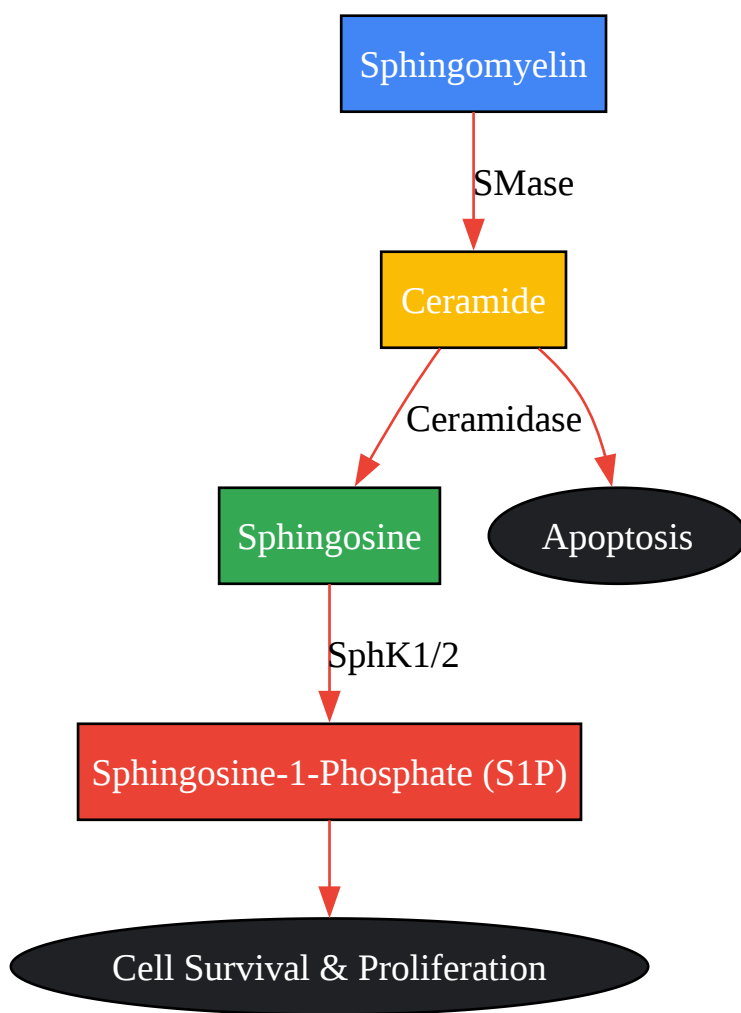 Sphingomyelin
SMase
Ceramide
Ceramidase
Sphingosine
Apoptosis
SphK1/2
Sphingosine-1-Phosphate (S1P)
Cell Survival & Proliferation